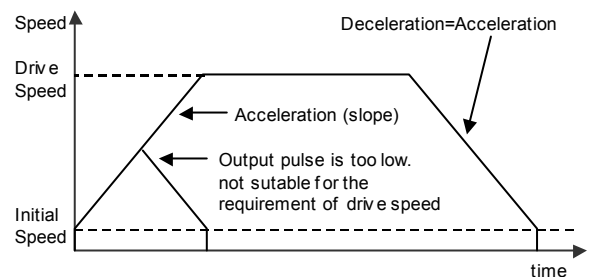 Speed
Deceleration=Acceleration
Drive
Speed
Acceleration (slope)
Output pulse is too low.
not sutable for the
requirement of drive speed
Initial
Speed
time